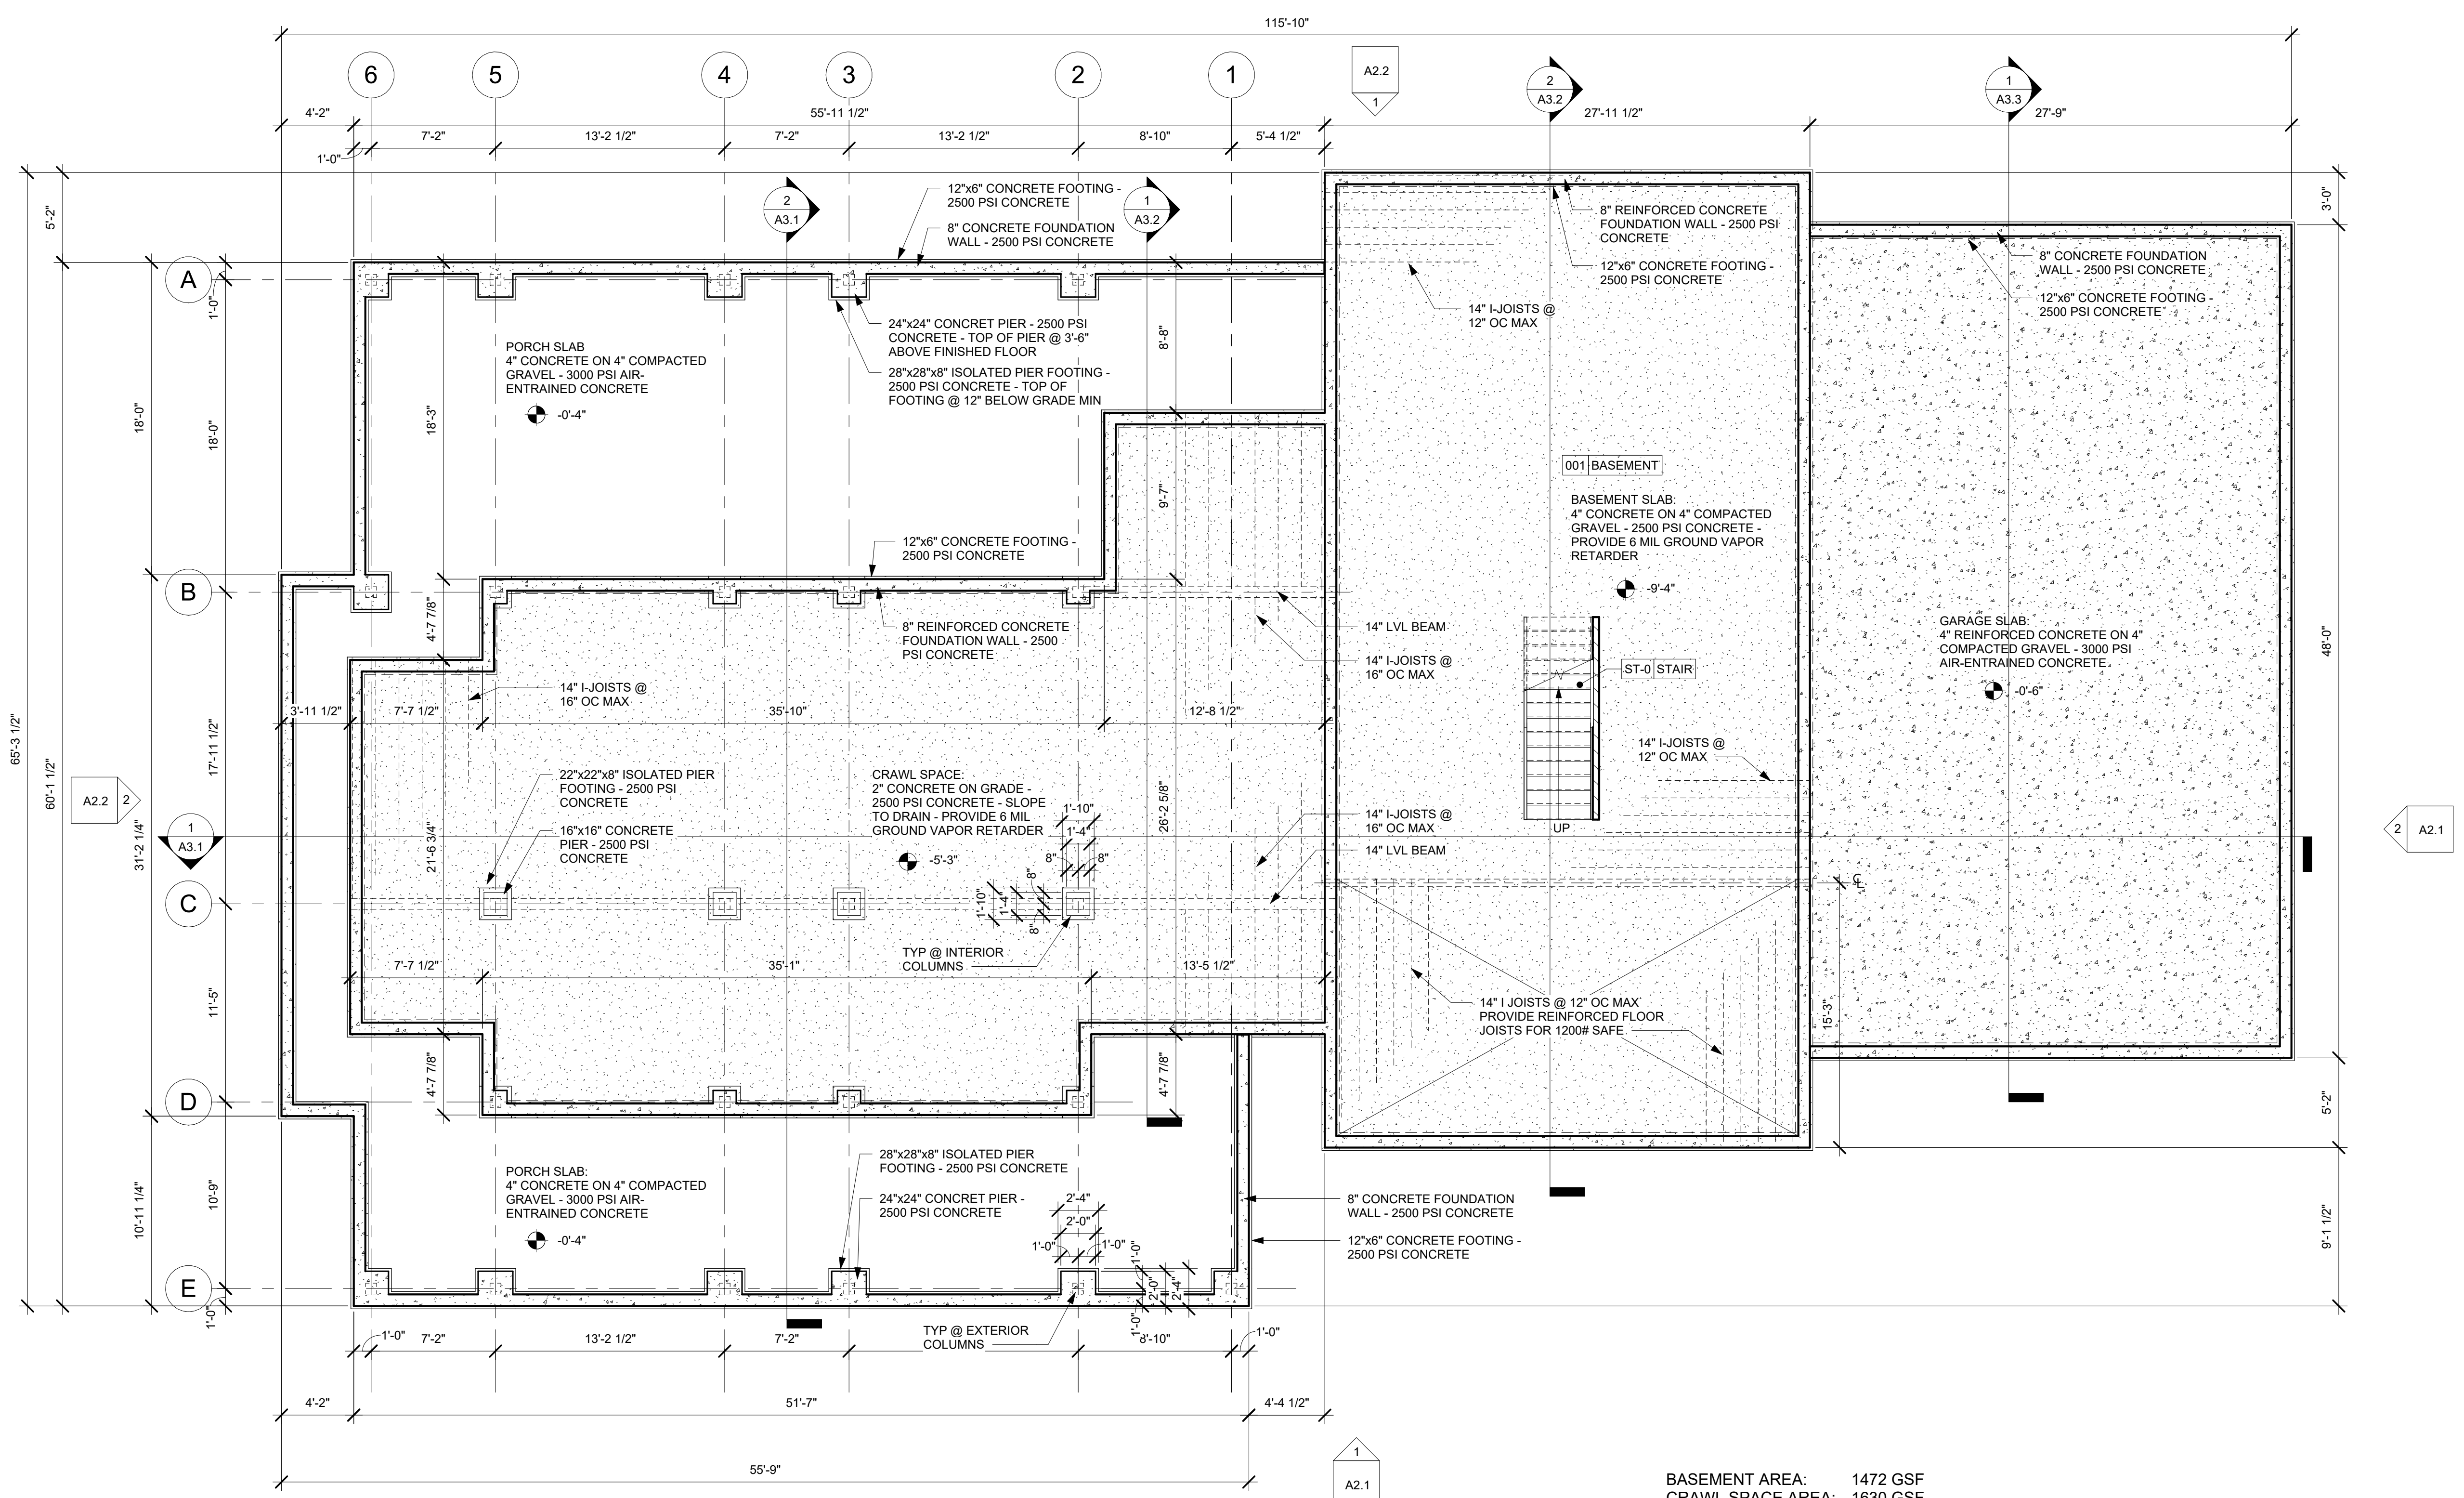 115'-10"
6
5
4
3
2
1
A2.2
1
2
A3.2
1
A3.3
4'-2"
55'-11 1/2"
27'-11 1/2"
27'-9"
7'-2"
13'-2 1/2"
7'-2"
13'-2 1/2"
8'-10"
5'-4 1/2"
1'-0"
5'-2"
3'-0"
2
A3.1
1
A3.2
12"x6" CONCRETE FOOTING -
2500 PSI CONCRETE
8" CONCRETE FOUNDATION
WALL - 2500 PSI CONCRETE
8" REINFORCED CONCRETE
FOUNDATION WALL - 2500 PSI
CONCRETE
12"x6" CONCRETE FOOTING -
2500 PSI CONCRETE
8" CONCRETE FOUNDATION
WALL - 2500 PSI CONCRETE
12"x6" CONCRETE FOOTING -
2500 PSI CONCRETE
A
1'-0"
14" I-JOISTS @
12" OC MAX
24"x24" CONCRET PIER - 2500 PSI
CONCRETE - TOP OF PIER @ 3'-6"
ABOVE FINISHED FLOOR
28"x28"x8" ISOLATED PIER FOOTING -
2500 PSI CONCRETE - TOP OF
FOOTING @ 12" BELOW GRADE MIN
8'-8"
PORCH SLAB
4" CONCRETE ON 4" COMPACTED
GRAVEL - 3000 PSI AIR-
ENTRAINED CONCRETE
-0'-4"
18'-0"
18'-0"
18'-3"
9'-7"
001 BASEMENT
BASEMENT SLAB:
4" CONCRETE ON 4" COMPACTED
GRAVEL - 2500 PSI CONCRETE -
PROVIDE 6 MIL GROUND VAPOR
RETARDER
-9'-4"
12"x6" CONCRETE FOOTING -
2500 PSI CONCRETE
B
4'-7 7/8"
8" REINFORCED CONCRETE
FOUNDATION WALL - 2500
PSI CONCRETE
14" LVL BEAM
14" I-JOISTS @
16" OC MAX
ST-0 STAIR
GARAGE SLAB:
4" REINFORCED CONCRETE ON 4"
COMPACTED GRAVEL - 3000 PSI
AIR-ENTRAINED CONCRETE
-0'-6"
48'-0"
14" I-JOISTS @
16" OC MAX
3'-11 1/2"
7'-7 1/2"
35'-10"
12'-8 1/2"
65'-3 1/2"
60'-1 1/2"
17'-11 1/2"
31'-2 1/4"
21'-6 3/4"
26'-2 5/8"
14" I-JOISTS @
12" OC MAX
A2.2
2
1
A3.1
22"x22"x8" ISOLATED PIER
FOOTING - 2500 PSI
CONCRETE
16"x16" CONCRETE
PIER - 2500 PSI
CONCRETE
CRAWL SPACE:
2" CONCRETE ON GRADE -
2500 PSI CONCRETE - SLOPE
TO DRAIN - PROVIDE 6 MIL
GROUND VAPOR RETARDER
-5'-3"
1'-10"
1'-4"
8"
8"
1'-10"
1'-4"
8"
8"
14" I-JOISTS @
16" OC MAX
14" LVL BEAM
UP
2
A2.1
C
TYP @ INTERIOR
COLUMNS
7'-7 1/2"
35'-1"
13'-5 1/2"
11'-5"
14" I JOISTS @ 12" OC MAX
PROVIDE REINFORCED FLOOR
JOISTS FOR 1200# SAFE
15'-3"
4'-7 7/8"
4'-7 7/8"
D
5'-2"
PORCH SLAB:
4" CONCRETE ON 4" COMPACTED
GRAVEL - 3000 PSI AIR-
ENTRAINED CONCRETE
-0'-4"
28"x28"x8" ISOLATED PIER
FOOTING - 2500 PSI CONCRETE
24"x24" CONCRET PIER -
2500 PSI CONCRETE
2'-4"
2'-0"
1'-0"
1'-0"
1'-0"
2'-0"
2'-4"
1'-0"
8" CONCRETE FOUNDATION
WALL - 2500 PSI CONCRETE
12"x6" CONCRETE FOOTING -
2500 PSI CONCRETE
10'-11 1/4"
10'-9"
9'-1 1/2"
E
1'-0"
TYP @ EXTERIOR
COLUMNS
1'-0"
7'-2"
13'-2 1/2"
7'-2"
8'-10"
1'-0"
4'-2"
51'-7"
4'-4 1/2"
55'-9"
1
A2.1
BASEMENT AREA: 1472 GSF
CRAWL SPACE AREA: 1630 GSF